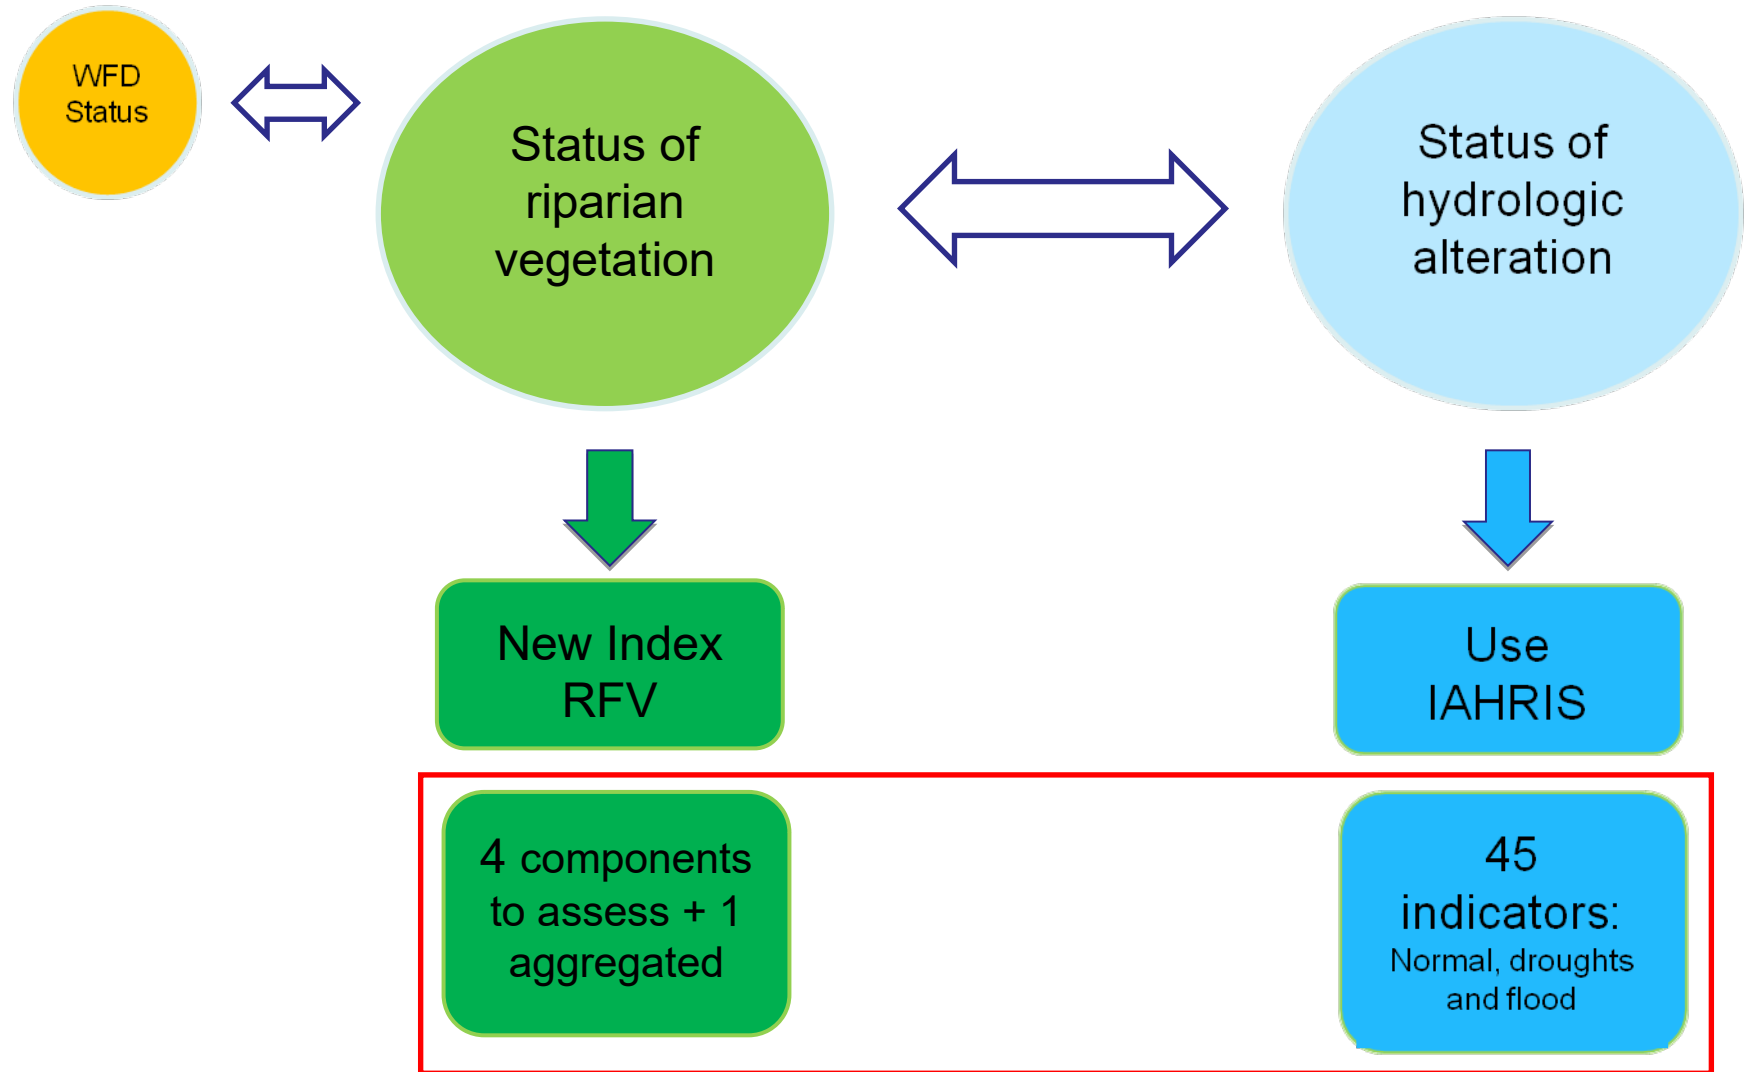 WFD
Status
Status of
riparian
vegetation
Status of
hydrologic
alteration
New Index
RFV
Use
IAHRIS
4 components
to assess + 1
aggregated
45
indicators:
Normal, droughts
and flood